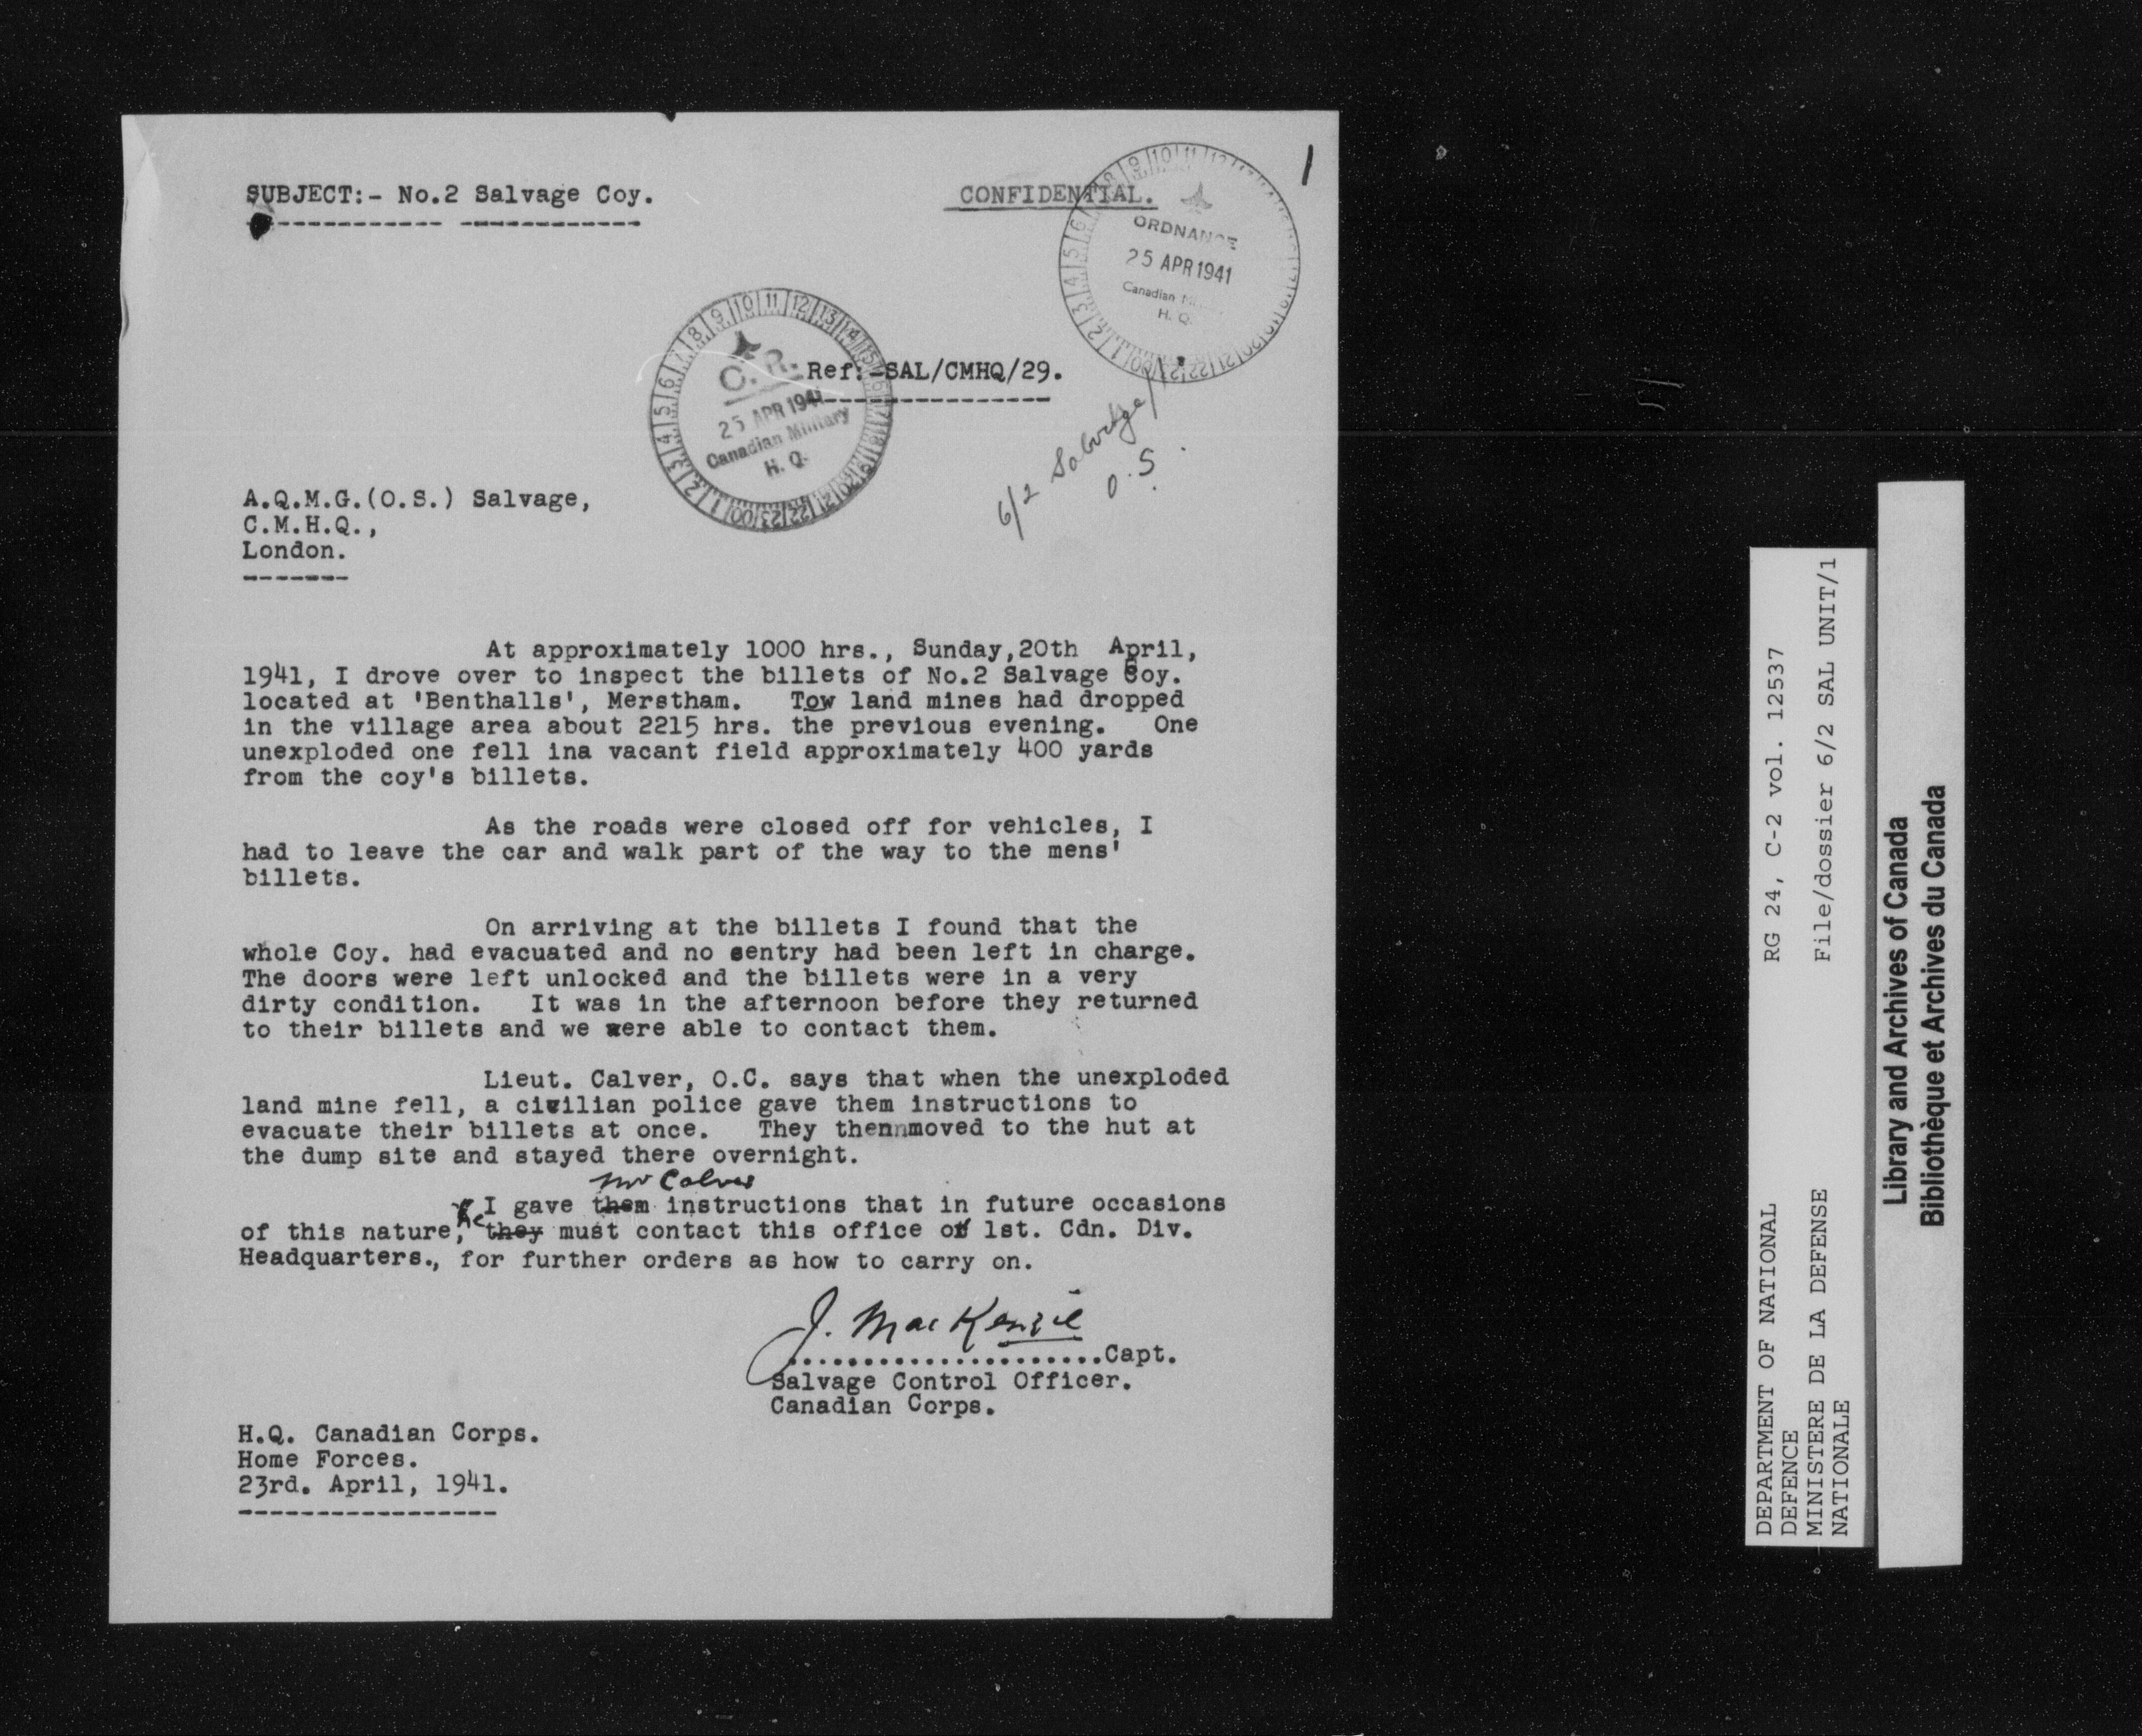 1
SUBJECT:- No.2 Salvage Coy.
CONFIDENTIAL.
ORDNANCE
25 APR 1941
Canadian
H. Q.
C. R.
25 APR 1941
Canadian Military
H. Q.
Ref:-SAL/CMHQ/29.
6/2 Salvage/1
O.S.
A.Q.M.G.(O.S.) Salvage,
C.M.H.Q.,
London.
At approximately 1000 hrs., Sunday,20th April,
1941, I drove over to inspect the billets of No.2 Salvage Coy.
located at 'Benthalls', Merstham. Tow land mines had dropped
in the village area about 2215 hrs. the previous evening. One
unexploded one fell ina vacant field approximately 400 yards
from the coy's billets.
As the roads were closed off for vehicles, I
had to leave the car and walk part of the way to the mens'
billets.
On arriving at the billets I found that the
whole Coy. had evacuated and no sentry had been left in charge.
The doors were left unlocked and the billets were in a very
dirty condition. It was in the afternoon before they returned
to their billets and we were able to contact them.
Lieut. Calver, O.C. says that when the unexploded
land mine fell, a civilian police gave them instructions to
evacuate their billets at once. They thennmoved to the hut at
the dump site and stayed there overnight.
Mr Calver
I gave them instructions that in future occasions
of this nature, he they must contact this office or 1st. Cdn. Div.
Headquarters., for further orders as how to carry on.
J. MacKenzie
.....................Capt.
Salvage Control Officer.
Canadian Corps.
H.Q. Canadian Corps.
Home Forces.
23rd. April, 1941.
DEPARTMENT OF NATIONAL DEFENCE
MINISTERE DE LA DEFENSE NATIONALE
RG 24, C-2 vol. 12537
File/dossier 6/2 SAL UNIT/1
Library and Archives of Canada
Bibliothèque et Archives du Canada